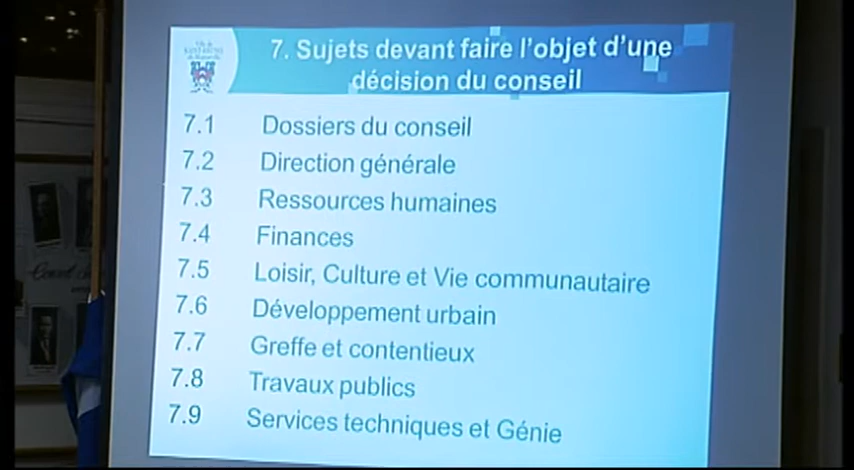 7. Sujets devant faire l'objet d'une
décision du conseil
7.1 Dossiers du conseil
7.2 Direction générale
7.3 Ressources humaines
7.4 Finances
7.5 Loisir, Culture et Vie communautaire
7.6 Développement urbain
7.7 Greffe et contentieux
7.8 Travaux publics
7.9 Services techniques et Génie